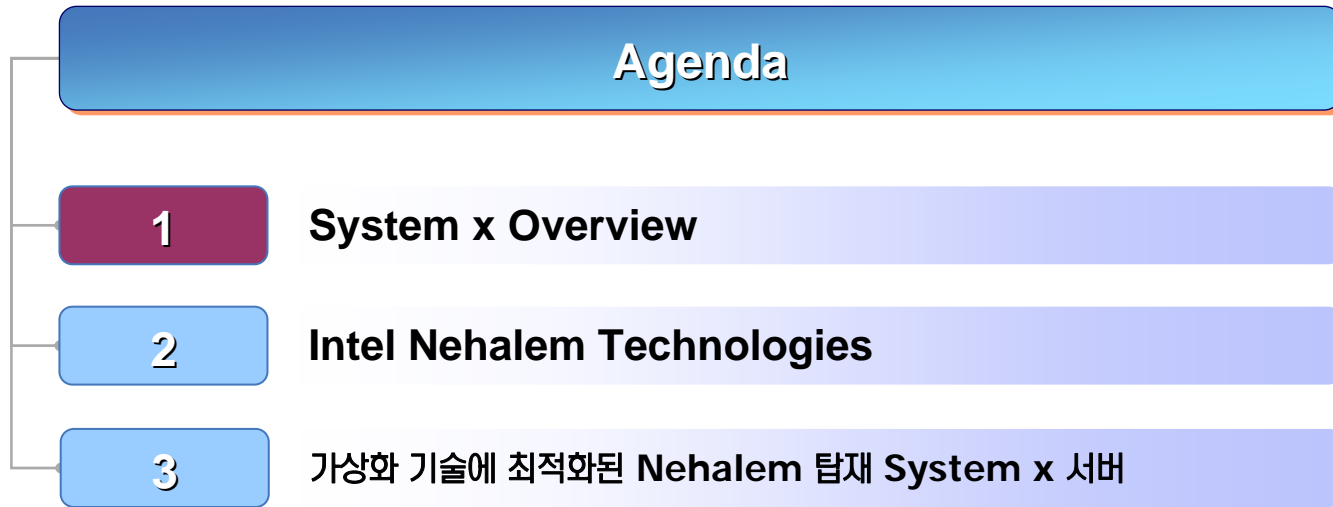 Agenda
1 System x Overview
2 Intel Nehalem Technologies
3 가상화 기술에 최적화된 Nehalem 탑재 System x 서버